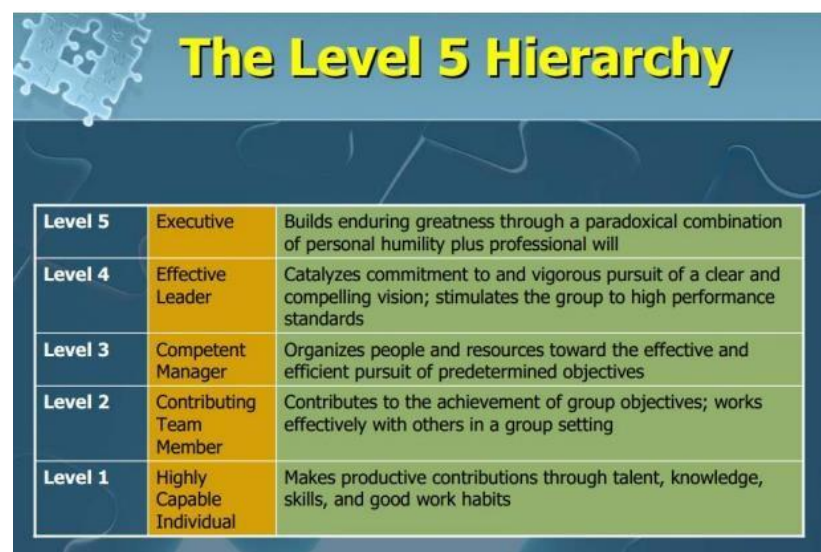 The Level 5 Hierarchy
Level 5
Executive
Builds enduring greatness through a paradoxical combination
of personal humility plus professional will
Level 4
Effective
Leader
Catalyzes commitment to and vigorous pursuit of a clear and
compelling vision; stimulates the group to high performance
standards
Level 3
Competent
Manager
Organizes people and resources toward the effective and
efficient pursuit of predetermined objectives
Level 2
Contributing
Team
Member
Contributes to the achievement of group objectives; works
effectively with others in a group setting
Level 1
Highly
Capable
Individual
Makes productive contributions through talent, knowledge,
skills, and good work habits